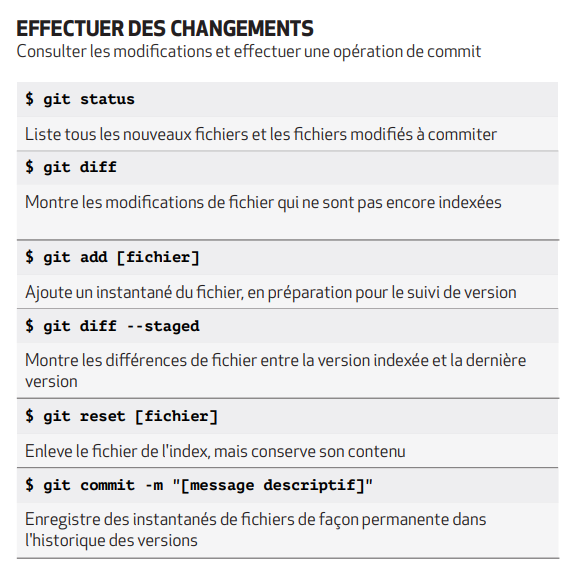 EFFECTUER DES CHANGEMENTS
Consulter les modifications et effectuer une opération de commit
$ git status
Liste tous les nouveaux fichiers et les fichiers modifiés à commiter
$ git diff
Montre les modifications de fichier qui ne sont pas encore indexées
$ git add [fichier]
Ajoute un instantané du fichier, en préparation pour le suivi de version
$ git diff --staged
Montre les différences de fichier entre la version indexée et la dernière
version
$ git reset [fichier]
Enleve le fichier de l'index, mais conserve son contenu
$ git commit -m "[message descriptif]"
Enregistre des instantanés de fichiers de façon permanente dans
l'historique des versions